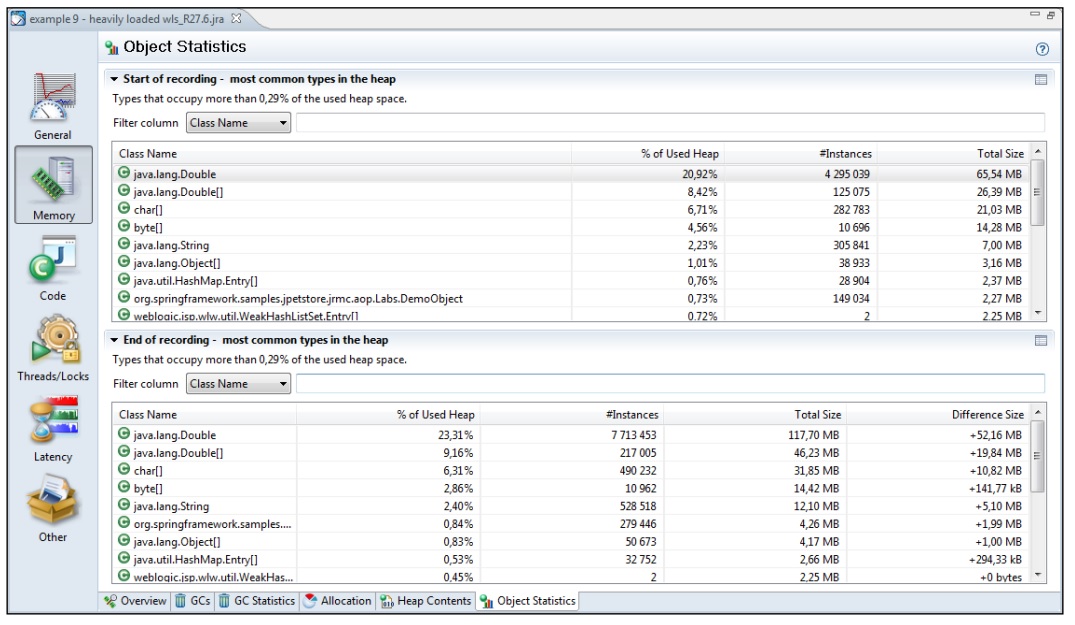 example 9 - heavily loaded wls_R27.6.jra
Object Statistics
General
Memory
Code
Threads/Locks
Latency
Other
Start of recording - most common types in the heap
Types that occupy more than 0,29% of the used heap space.
Filter column Class Name
Class Name % of Used Heap #Instances Total Size
java.lang.Double 20,92% 4 295 039 65,54 MB
java.lang.Double[] 8,42% 125 075 26,39 MB
char[] 6,71% 282 783 21,03 MB
byte[] 4,56% 10 696 14,28 MB
java.lang.String 2,23% 305 841 7,00 MB
java.lang.Object[] 1,01% 38 933 3,16 MB
java.util.HashMap.Entry[] 0,76% 28 904 2,37 MB
org.springframework.samples.jpetstore.jrmc.aop.Labs.DemoObject 0,73% 149 034 2,27 MB
weblogic.jsp.wlw.util.WeakHashListSet.Entry[] 0,72% 2 2,25 MB
End of recording - most common types in the heap
Types that occupy more than 0,29% of the used heap space.
Filter column Class Name
Class Name % of Used Heap #Instances Total Size Difference Size
java.lang.Double 23,31% 7 713 453 117,70 MB +52,16 MB
java.lang.Double[] 9,16% 217 005 46,23 MB +19,84 MB
char[] 6,31% 490 232 31,85 MB +10,82 MB
byte[] 2,86% 10 962 14,42 MB +141,77 kB
java.lang.String 2,40% 528 518 12,10 MB +5,10 MB
org.springframework.samples.... 0,84% 279 446 4,26 MB +1,99 MB
java.lang.Object[] 0,83% 50 673 4,17 MB +1,00 MB
java.util.HashMap.Entry[] 0,53% 32 752 2,66 MB +294,33 kB
weblogic.jsp.wlw.util.WeakHas... 0,45% 2 2,25 MB +0 bytes
Overview GCs GC Statistics Allocation Heap Contents Object Statistics